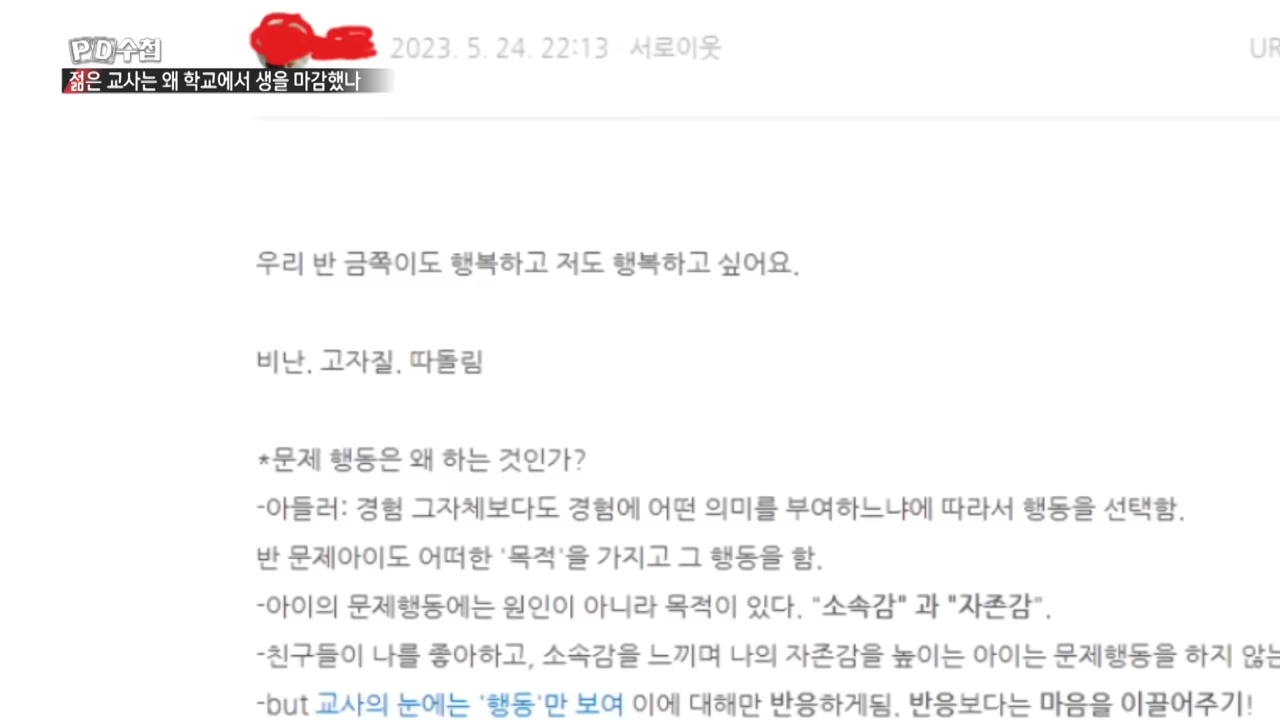 PD수첩
젊은 교사는 왜 학교에서 생을 마감했나
2023. 5. 24. 22:13 서로이웃
우리 반 금쪽이도 행복하고 저도 행복하고 싶어요.
비난, 고자질, 따돌림
*문제 행동은 왜 하는 것인가?
-아들러: 경험 그자체보다도 경험에 어떤 의미를 부여하느냐에 따라서 행동을 선택함.
반 문제아이도 어떠한 '목적'을 가지고 그 행동을 함.
-아이의 문제행동에는 원인이 아니라 목적이 있다. "소속감" 과 "자존감".
-친구들이 나를 좋아하고, 소속감을 느끼며 나의 자존감을 높이는 아이는 문제행동을 하지 않는
-but 교사의 눈에는 '행동'만 보여 이에 대해만 반응하게됨. 반응보다는 마음을 이끌어주기!